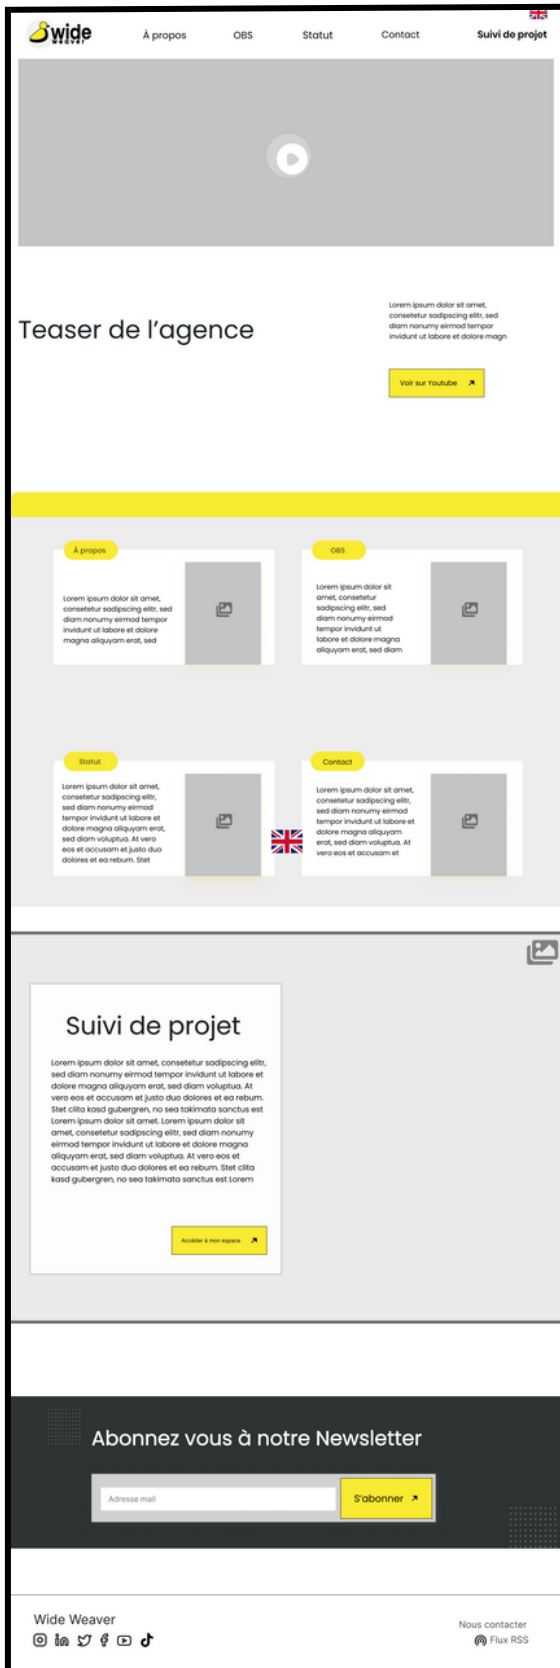 wide
weaver
À propos
OBS
Statut
Contact
Suivi de projet
Teaser de l'agence
Lorem ipsum dolor sit amet,
consetetur sadipscing elitr, sed
diam nonumy eirmod tempor
invidunt ut labore et dolore magn
Voir sur Youtube
À propos
Lorem ipsum dolor sit amet,
consetetur sadipscing elitr, sed
diam nonumy eirmod tempor
invidunt ut labore et dolore
magna aliquyam erat, sed
OBS
Lorem ipsum dolor sit
amet, consetetur
sadipscing elitr, sed
diam nonumy eirmod
tempor invidunt ut
labore et dolore magna
aliquyam erat, sed diam
Statut
Lorem ipsum dolor sit amet,
consetetur sadipscing elitr,
sed diam nonumy eirmod
tempor invidunt ut labore et
dolore magna aliquyam erat,
sed diam voluptua. At vero
eos et accusam et justo duo
dolores et ea rebum. Stet
Contact
Lorem ipsum dolor sit amet,
consetetur sadipscing elitr,
sed diam nonumy eirmod
tempor invidunt ut labore et
dolore magna aliquyam
erat, sed diam voluptua. At
vero eos et accusam et
Suivi de projet
Lorem ipsum dolor sit amet, consetetur sadipscing elitr,
sed diam nonumy eirmod tempor invidunt ut labore et
dolore magna aliquyam erat, sed diam voluptua. At
vero eos et accusam et justo duo dolores et ea rebum.
Stet clita kasd gubergren, no sea takimata sanctus est
Lorem ipsum dolor sit amet. Lorem ipsum dolor sit
amet, consetetur sadipscing elitr, sed diam nonumy
eirmod tempor invidunt ut labore et dolore magna
aliquyam erat, sed diam voluptua. At vero eos et
accusam et justo duo dolores et ea rebum. Stet clita
kasd gubergren, no sea takimata sanctus est Lorem
Accéder à mon espace
Abonnez vous à notre Newsletter
Adresse mail
S'abonner
Wide Weaver
Nous contacter
Flux RSS